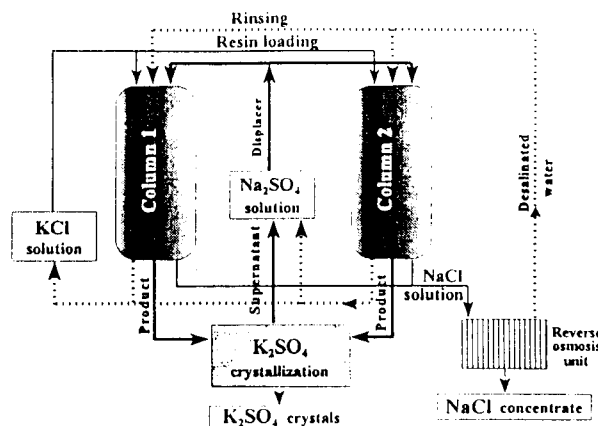 Rinsing
Resin loading
Column 1
Column 2
Displacer
Na₂SO₄
solution
Desalinated
water
KCl
solution
Product
Supernatant
Product
NaCl
solution
K₂SO₄
crystallization
Reverse
osmosis
unit
K₂SO₄ crystals
NaCl concentrate